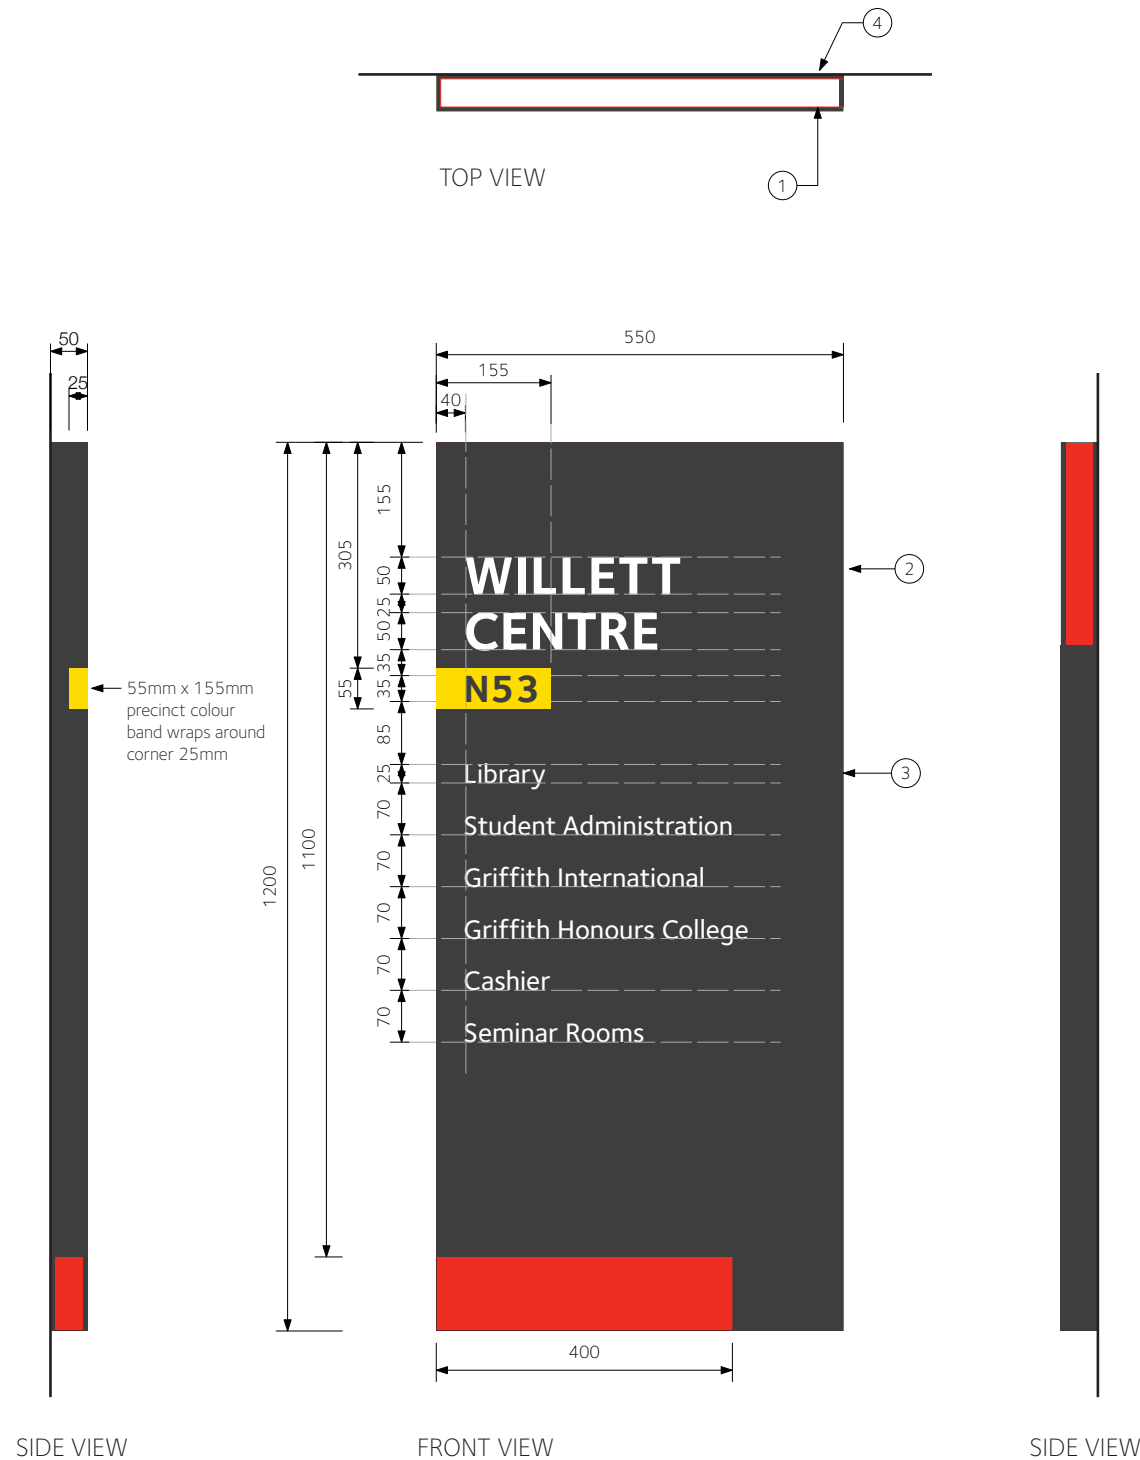 4
1
TOP VIEW
50
25
550
155
40
155
50
25
50
35
35
85
25
70
70
70
70
70
305
55
1100
1200
WILLETT
CENTRE
N53
Library
Student Administration
Griffith International
Griffith Honours College
Cashier
Seminar Rooms
2
3
55mm x 155mm
precinct colour
band wraps around
corner 25mm
400
SIDE VIEW
FRONT VIEW
SIDE VIEW